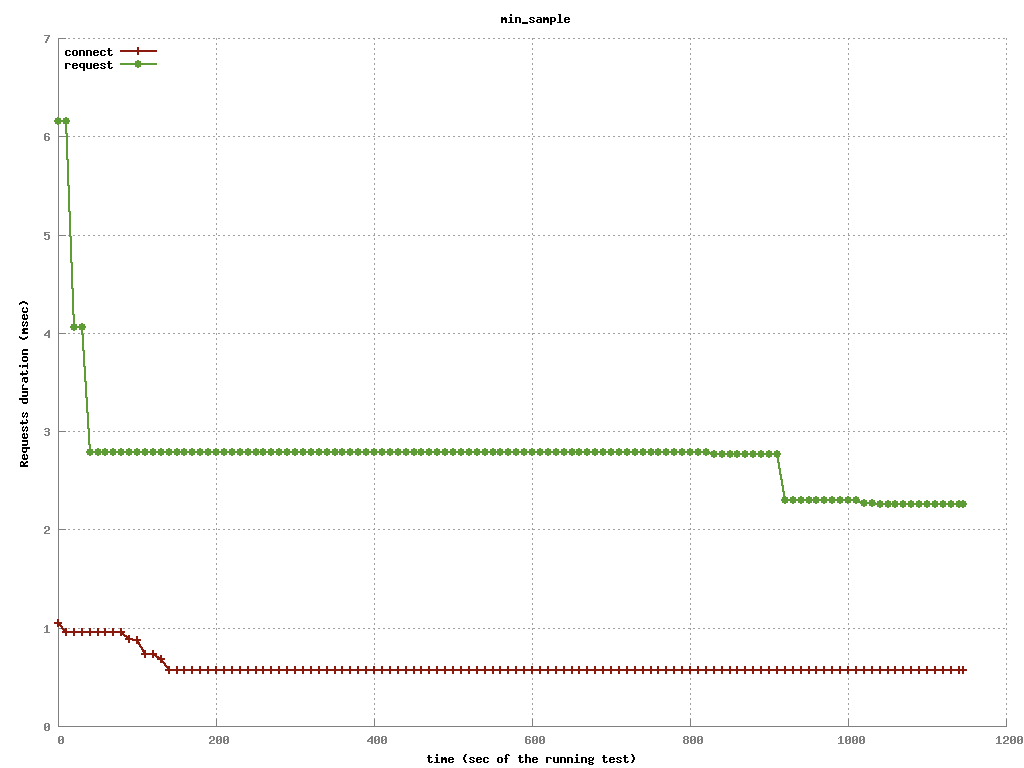 min_sample
7
connect
request
6
5
4
3
2
1
0
Requests duration (msec)
0 200 400 600 800 1000 1200
time (sec of the running test)